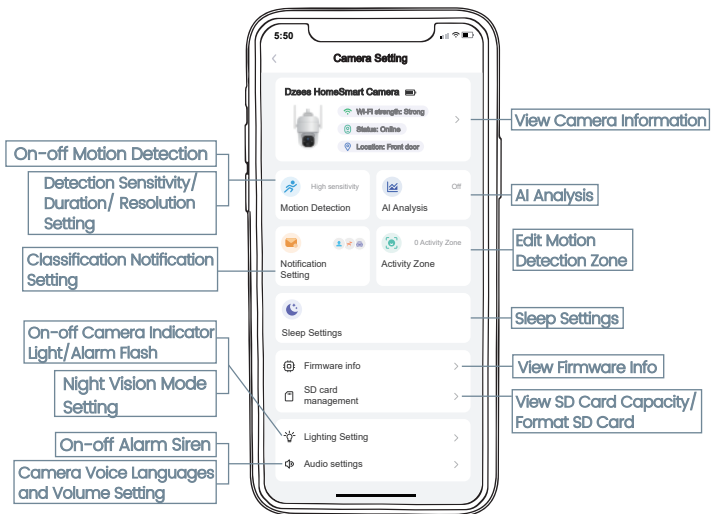 5:50
Camera Setting
Dzees HomeSmart Camera
Wi-Fi strength: Strong
Status: Online
Location: Front door
High sensitivity
Motion Detection
Off
AI Analysis
Notification
Setting
0 Activity Zone
Activity Zone
Sleep Settings
Firmware info
SD card
management
Lighting Setting
Audio settings
On-off Motion Detection
Detection Sensitivity/
Duration/ Resolution
Setting
Classification Notification
Setting
On-off Camera Indicator
Light/Alarm Flash
Night Vision Mode
Setting
On-off Alarm Siren
Camera Voice Languages
and Volume Setting
View Camera Information
AI Analysis
Edit Motion
Detection Zone
Sleep Settings
View Firmware Info
View SD Card Capacity/
Format SD Card